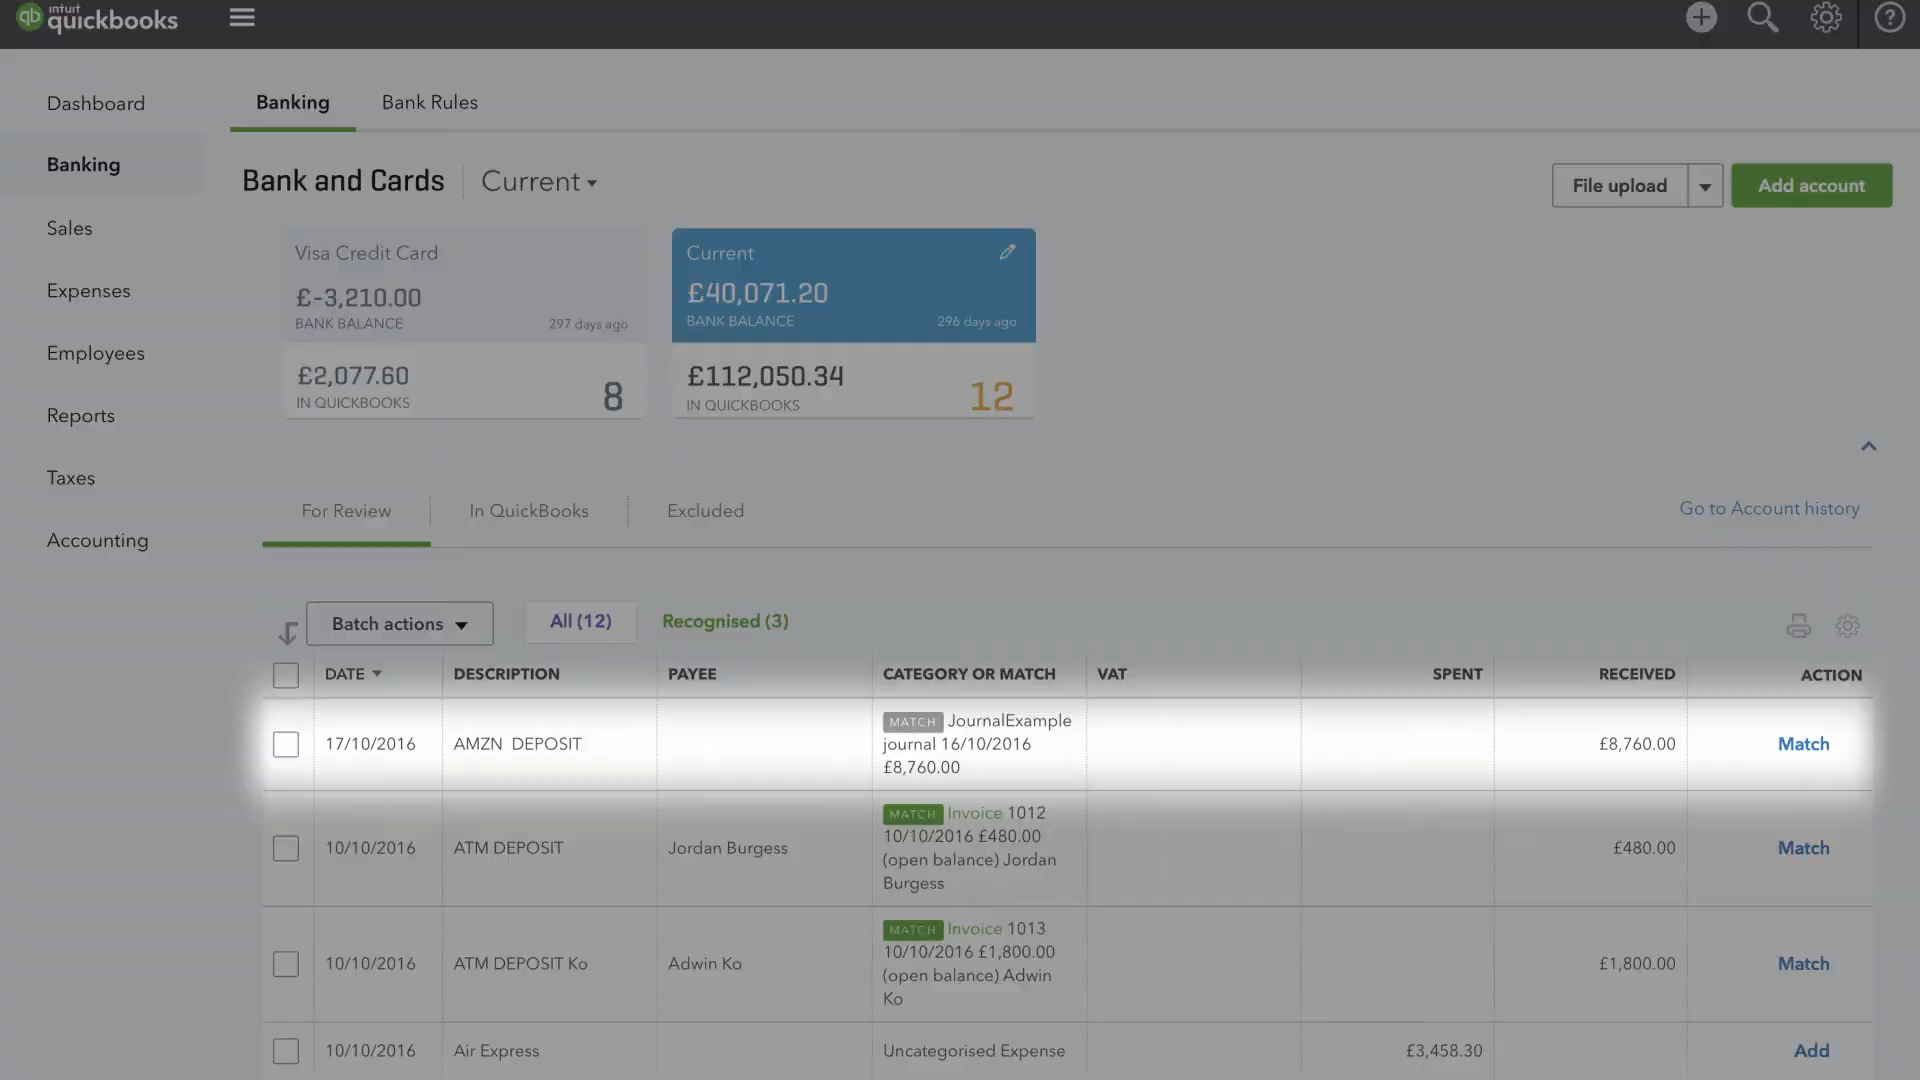 intuit
quickbooks
Dashboard
Banking
Sales
Expenses
Employees
Reports
Taxes
Accounting
Banking
Bank Rules
Bank and Cards
Current
File upload
Add account
Visa Credit Card
£-3,210.00
BANK BALANCE
297 days ago
£2,077.60
IN QUICKBOOKS
8
Current
£40,071.20
BANK BALANCE
296 days ago
£112,050.34
IN QUICKBOOKS
12
For Review
In QuickBooks
Excluded
Go to Account history
Batch actions
All (12)
Recognised (3)
DATE
DESCRIPTION
PAYEE
CATEGORY OR MATCH
VAT
SPENT
RECEIVED
ACTION
17/10/2016
AMZN DEPOSIT
MATCH JournalExample
journal 16/10/2016
£8,760.00
£8,760.00
Match
10/10/2016
ATM DEPOSIT
Jordan Burgess
MATCH Invoice 1012
10/10/2016 £480.00
(open balance) Jordan
Burgess
£480.00
Match
10/10/2016
ATM DEPOSIT Ko
Adwin Ko
MATCH Invoice 1013
10/10/2016 £1,800.00
(open balance) Adwin
Ko
£1,800.00
Match
10/10/2016
Air Express
Uncategorised Expense
£3,458.30
Add